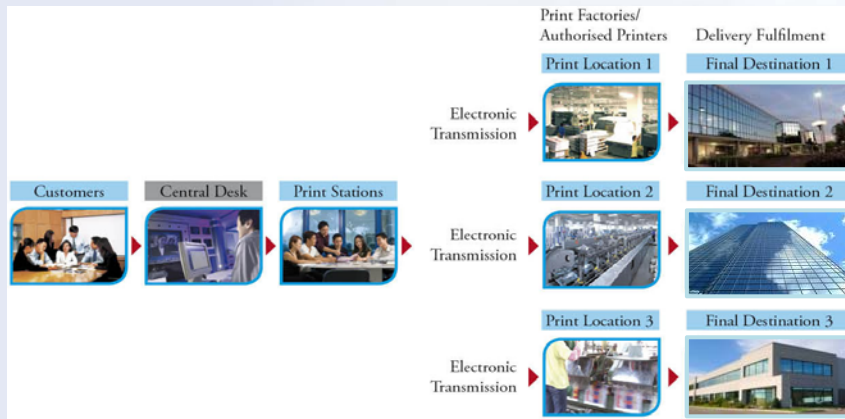 Print Factories/
Authorised Printers
Delivery Fulfilment
Print Location 1
Final Destination 1
Electronic
Transmission
Customers
Central Desk
Print Stations
Print Location 2
Final Destination 2
Electronic
Transmission
Print Location 3
Final Destination 3
Electronic
Transmission